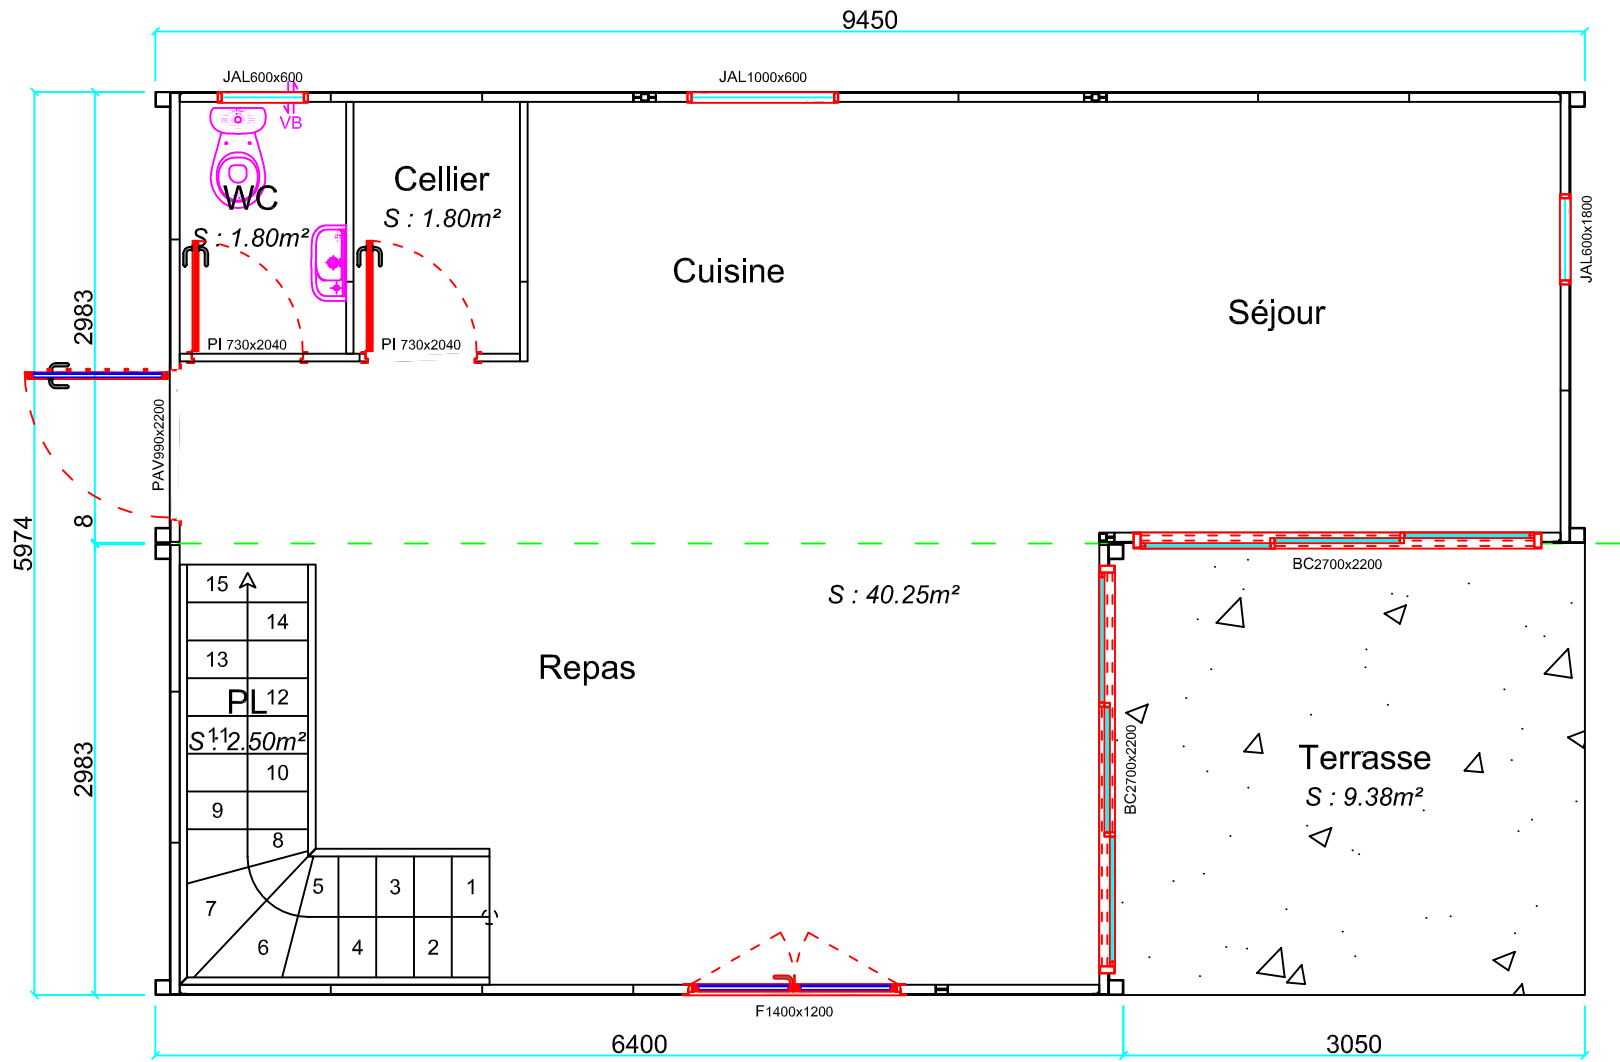 9450
JAL600x600
JAL1000x600
VB
WC
S : 1.80m²
Cellier
S : 1.80m²
Cuisine
Séjour
JAL600x1800
2983
PI 730x2040
PI 730x2040
PAV990x2200
8
5974
BC2700x2200
S : 40.25m²
15
14
13
Repas
PL
12
S : 2.50m²
11
10
9
8
2983
BC2700x2200
Terrasse
S : 9.38m²
7
5
3
1
6
4
2
F1400x1200
6400
3050